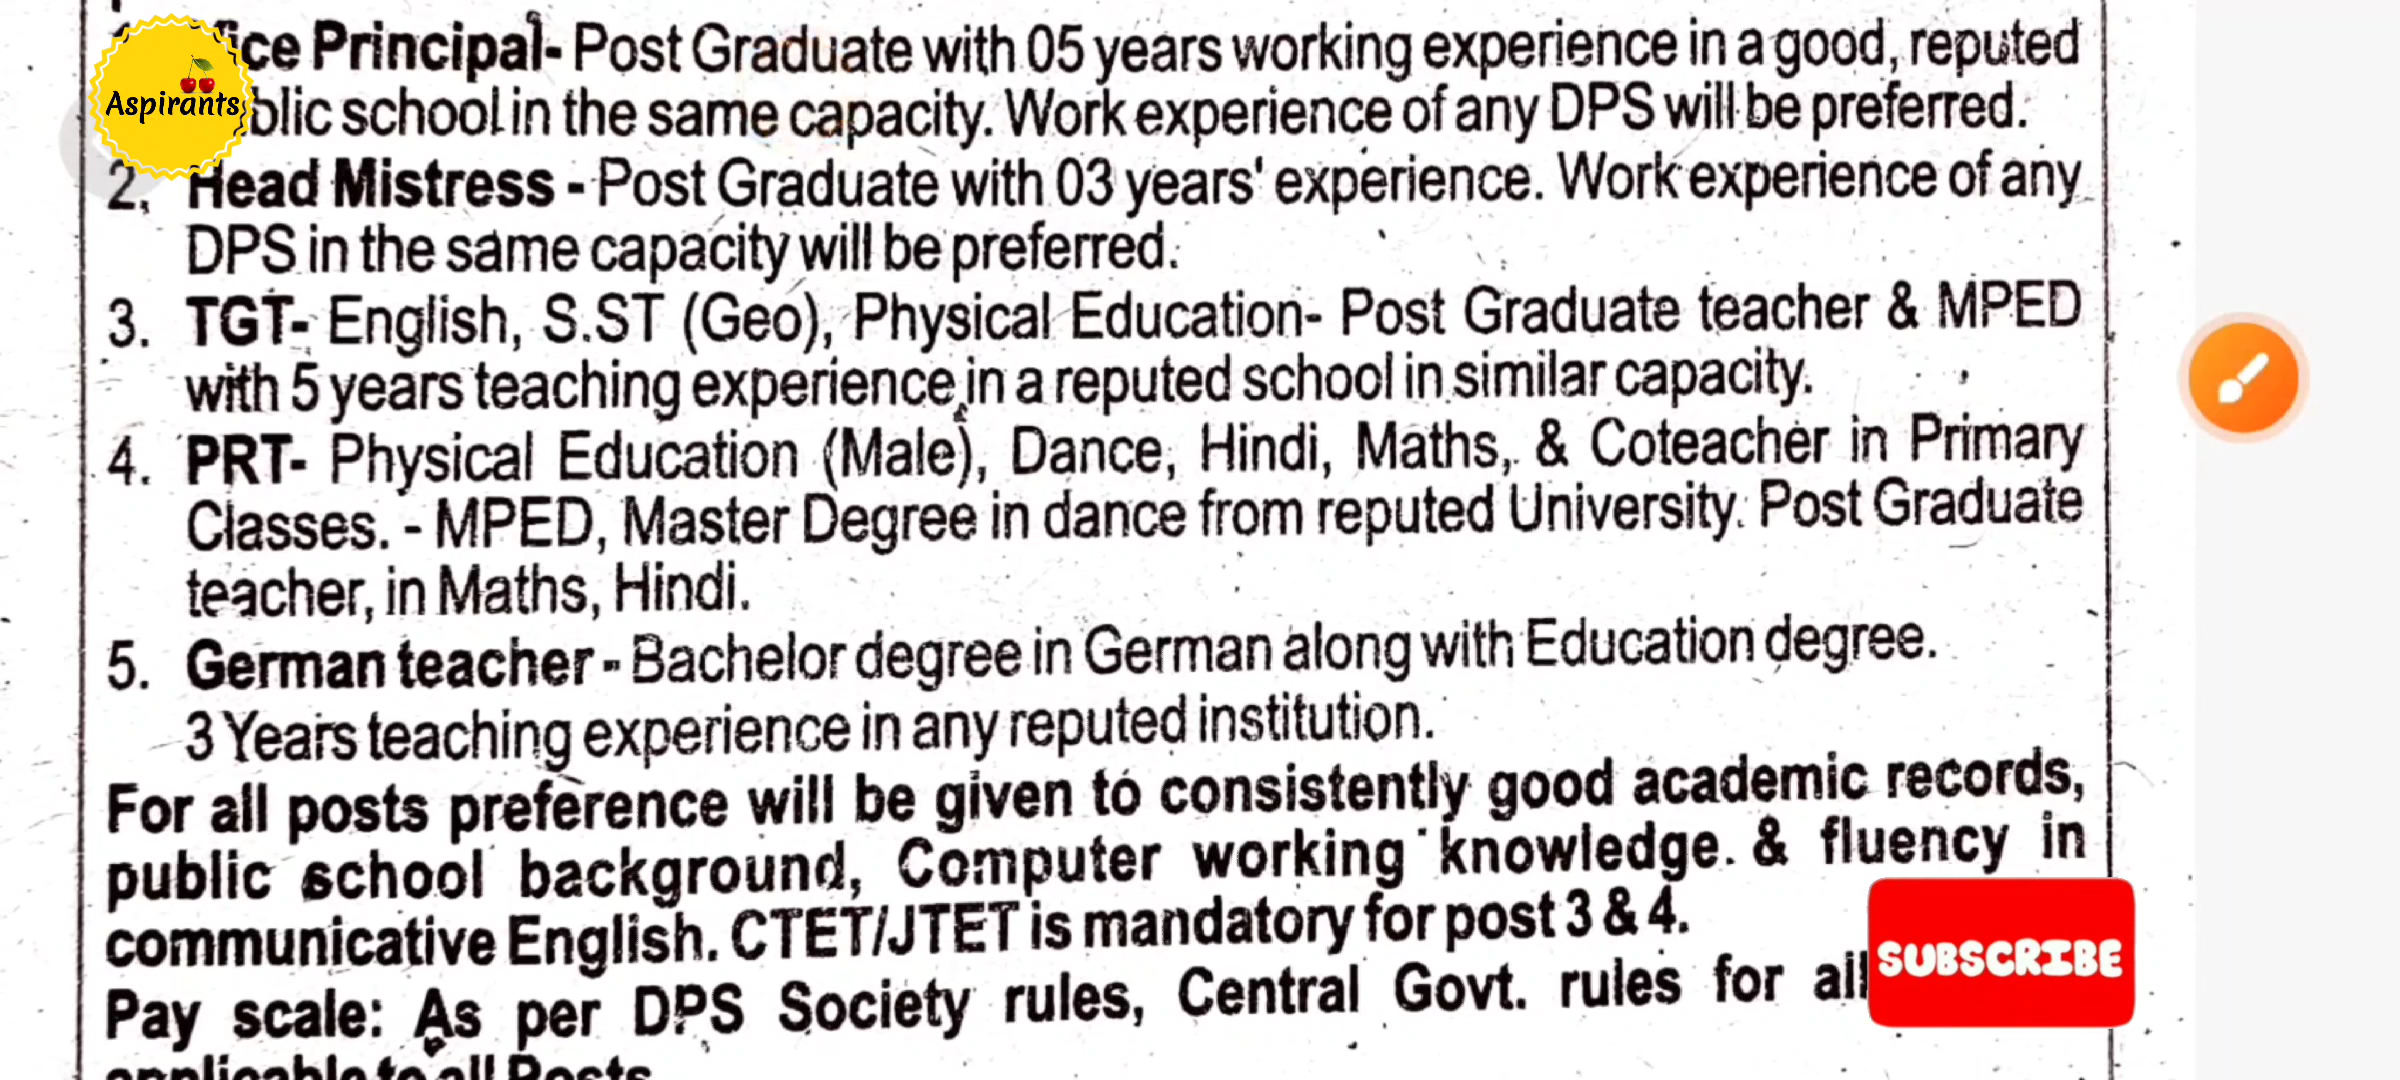 ice Principal- Post Graduate with 05 years working experience in a good, reputed
blic school in the same capacity. Work experience of any DPS will be preferred.
2. Head Mistress - Post Graduate with 03 years' experience. Work experience of any
DPS in the same capacity will be preferred.
3. TGT- English, S.ST (Geo), Physical Education- Post Graduate teacher & MPED
with 5 years teaching experience in a reputed school in similar capacity.
4. PRT- Physical Education (Male), Dance, Hindi, Maths, & Coteacher in Primary
Classes. - MPED, Master Degree in dance from reputed University. Post Graduate
teacher, in Maths, Hindi.
5. German teacher - Bachelor degree in German along with Education degree.
3 Years teaching experience in any reputed institution.
For all posts preference will be given to consistently good academic records,
public school background, Computer working knowledge. & fluency in
communicative English. CTET/JTET is mandatory for post 3 & 4.
Pay scale: As per DPS Society rules, Central Govt. rules for all
applicable to all Posts
Aspirants
SUBSCRIBE